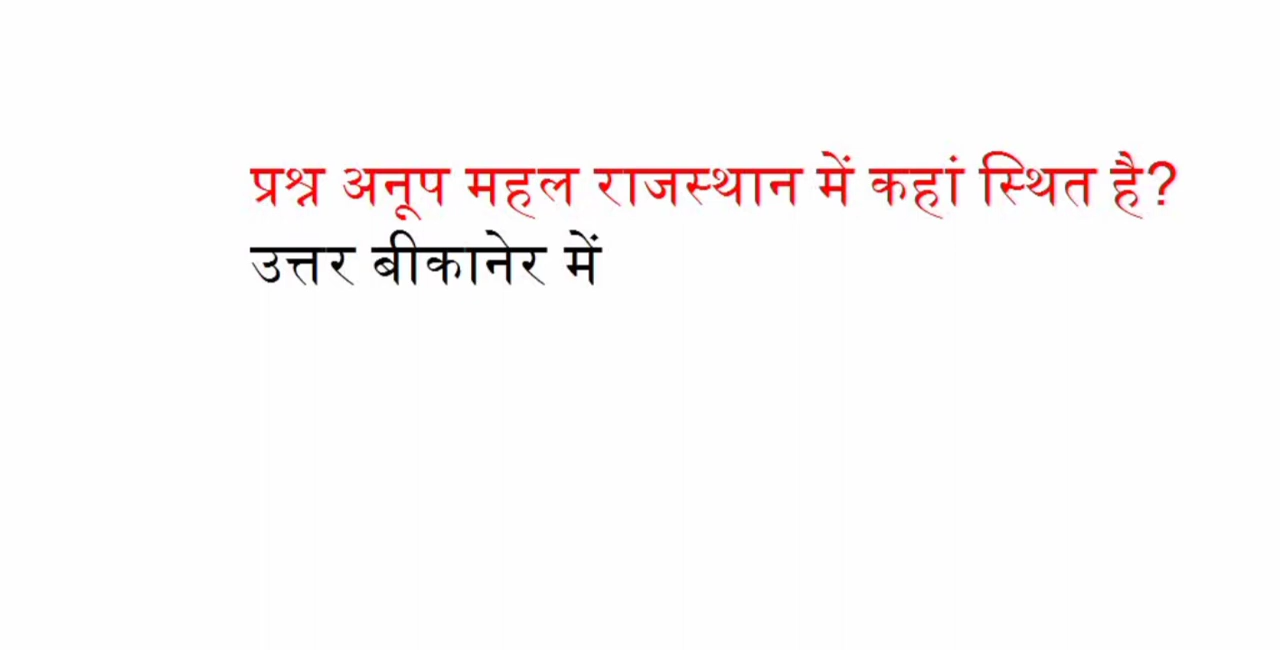 प्रश्न अनूप महल राजस्थान में कहां स्थित है?
उत्तर बीकानेर में